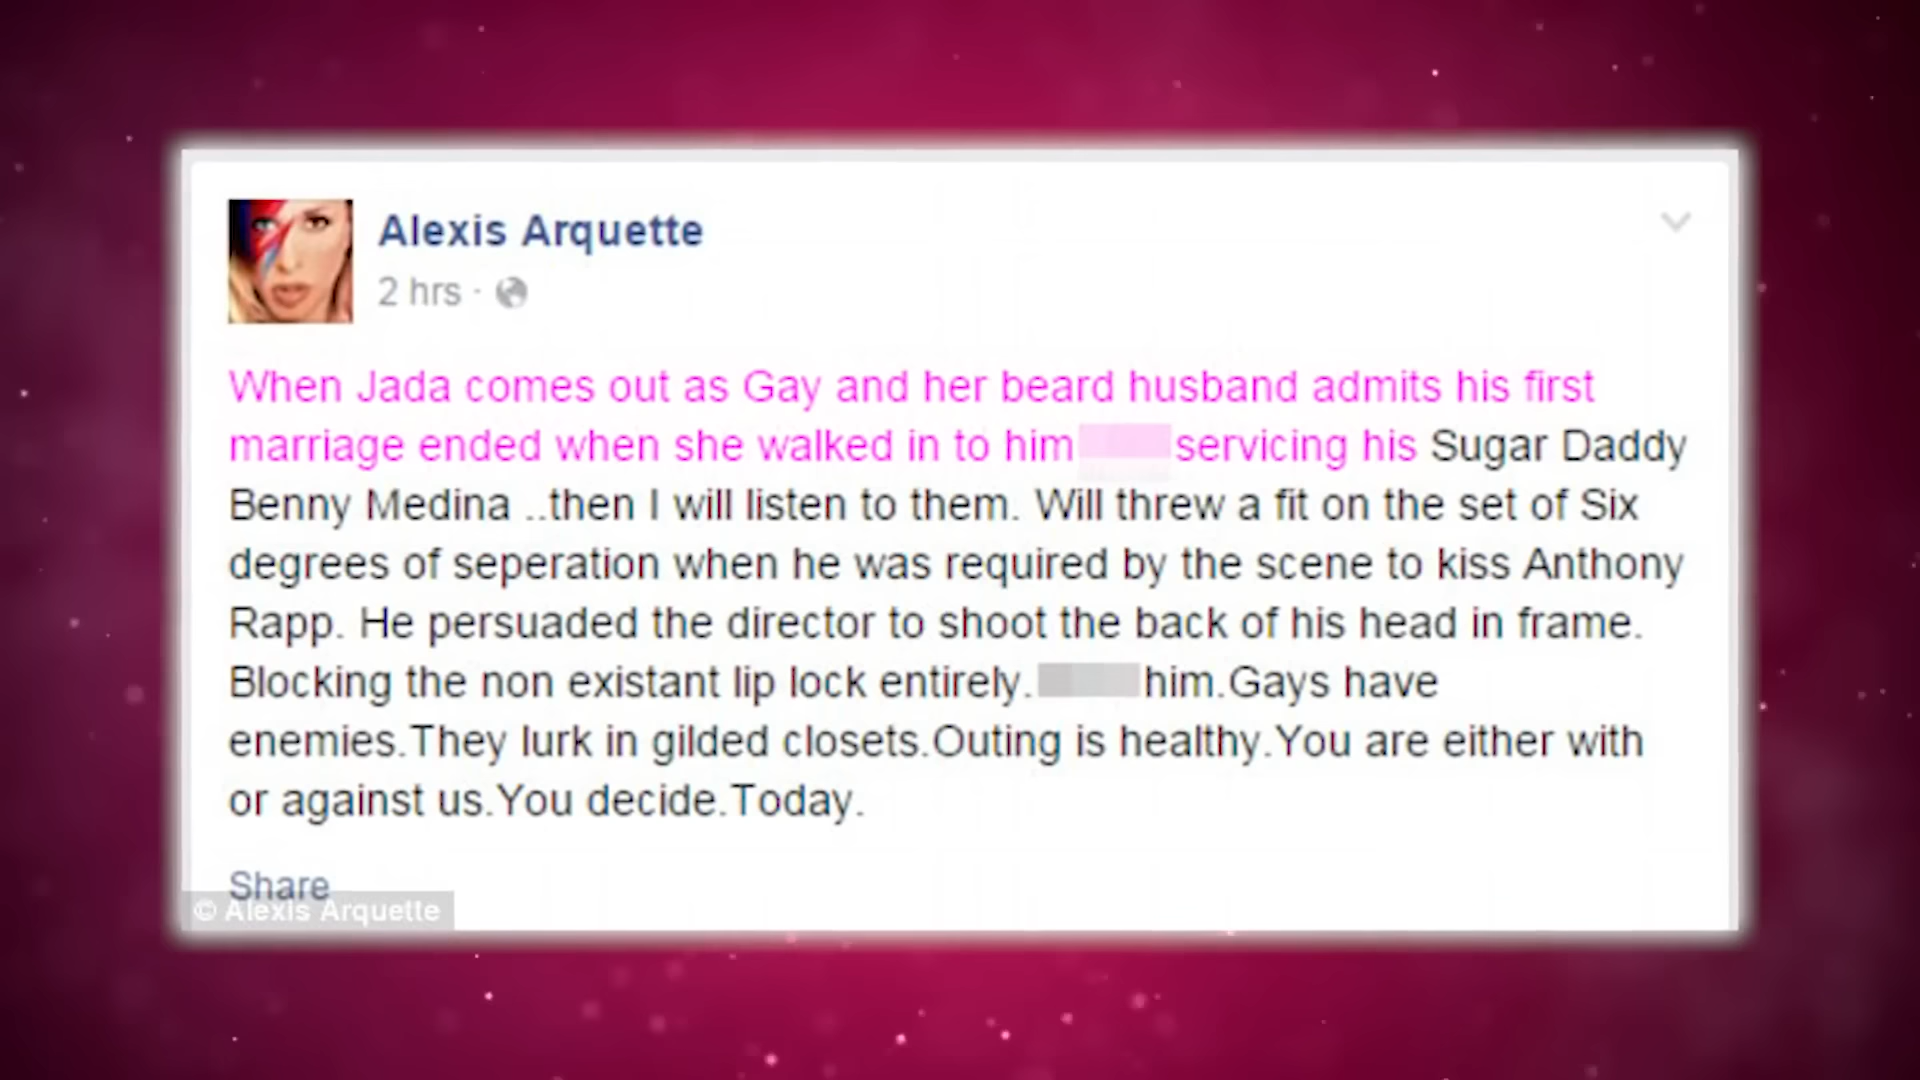 Alexis Arquette
2 hrs ·
When Jada comes out as Gay and her beard husband admits his first
marriage ended when she walked in to him servicing his Sugar Daddy
Benny Medina ..then I will listen to them. Will threw a fit on the set of Six
degrees of seperation when he was required by the scene to kiss Anthony
Rapp. He persuaded the director to shoot the back of his head in frame.
Blocking the non existant lip lock entirely. him.Gays have
enemies.They lurk in gilded closets.Outing is healthy.You are either with
or against us.You decide.Today.
Share
© Alexis Arquette